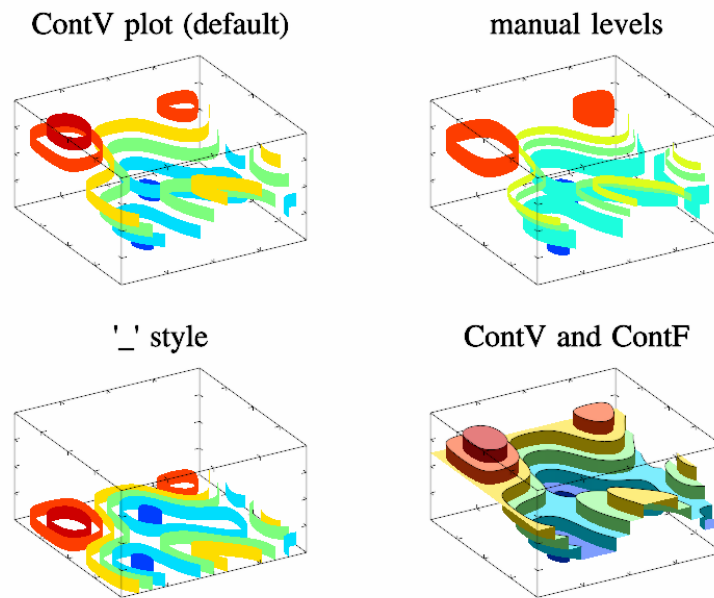 ContV plot (default)
manual levels
'_' style
ContV and ContF